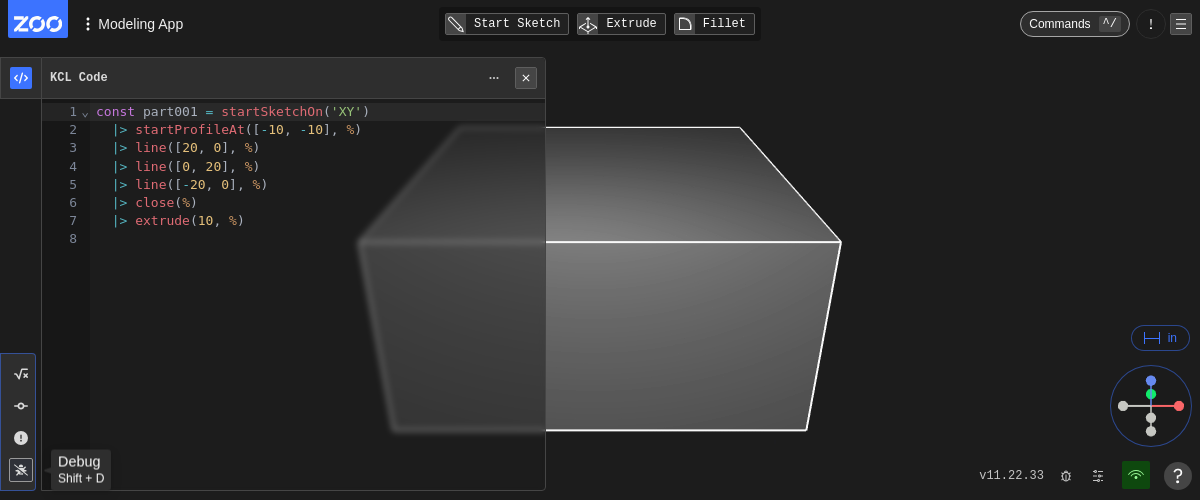 ZOO
Modeling App
Start Sketch
Extrude
Fillet
Commands ^/
!
KCL Code
1 const part001 = startSketchOn('XY')
2 |> startProfileAt([-10, -10], %)
3 |> line([20, 0], %)
4 |> line([0, 20], %)
5 |> line([-20, 0], %)
6 |> close(%)
7 |> extrude(10, %)
8
in
Debug
Shift + D
v11.22.33
?